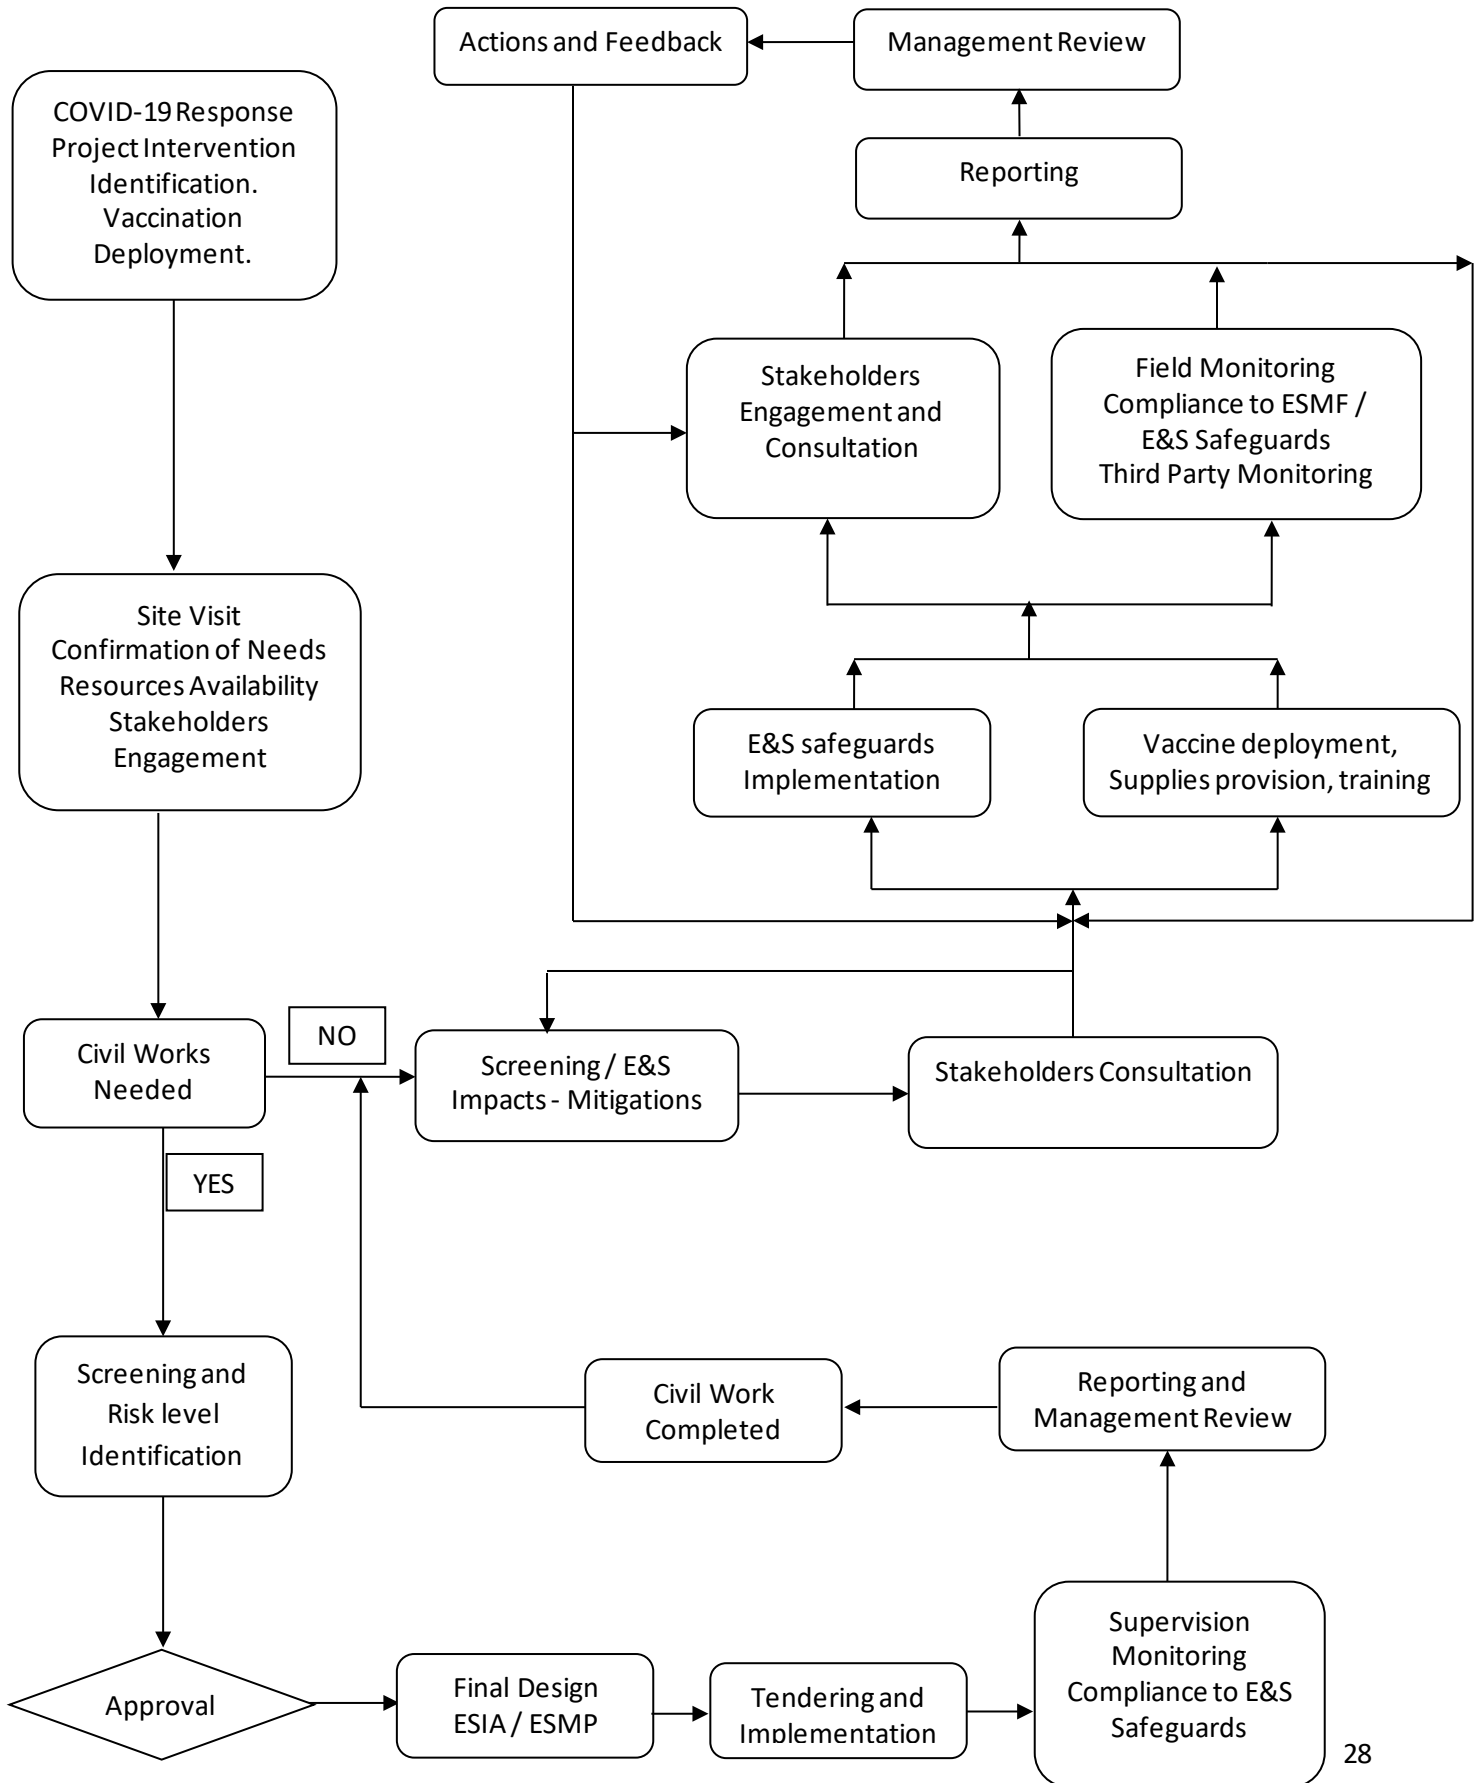 Actions and Feedback
Management Review
COVID-19 Response
Project Intervention
Identification.
Vaccination
Deployment.
Reporting
Stakeholders
Engagement and
Consultation
Field Monitoring
Compliance to ESMF /
E&S Safeguards
Third Party Monitoring
Site Visit
Confirmation of Needs
Resources Availability
Stakeholders
Engagement
E&S safeguards
Implementation
Vaccine deployment,
Supplies provision, training
Civil Works
Needed
NO
Screening / E&S
Impacts - Mitigations
Stakeholders Consultation
YES
Screening and
Risk level
Identification
Civil Work
Completed
Reporting and
Management Review
Approval
Final Design
ESIA / ESMP
Tendering and
Implementation
Supervision
Monitoring
Compliance to E&S
Safeguards
28